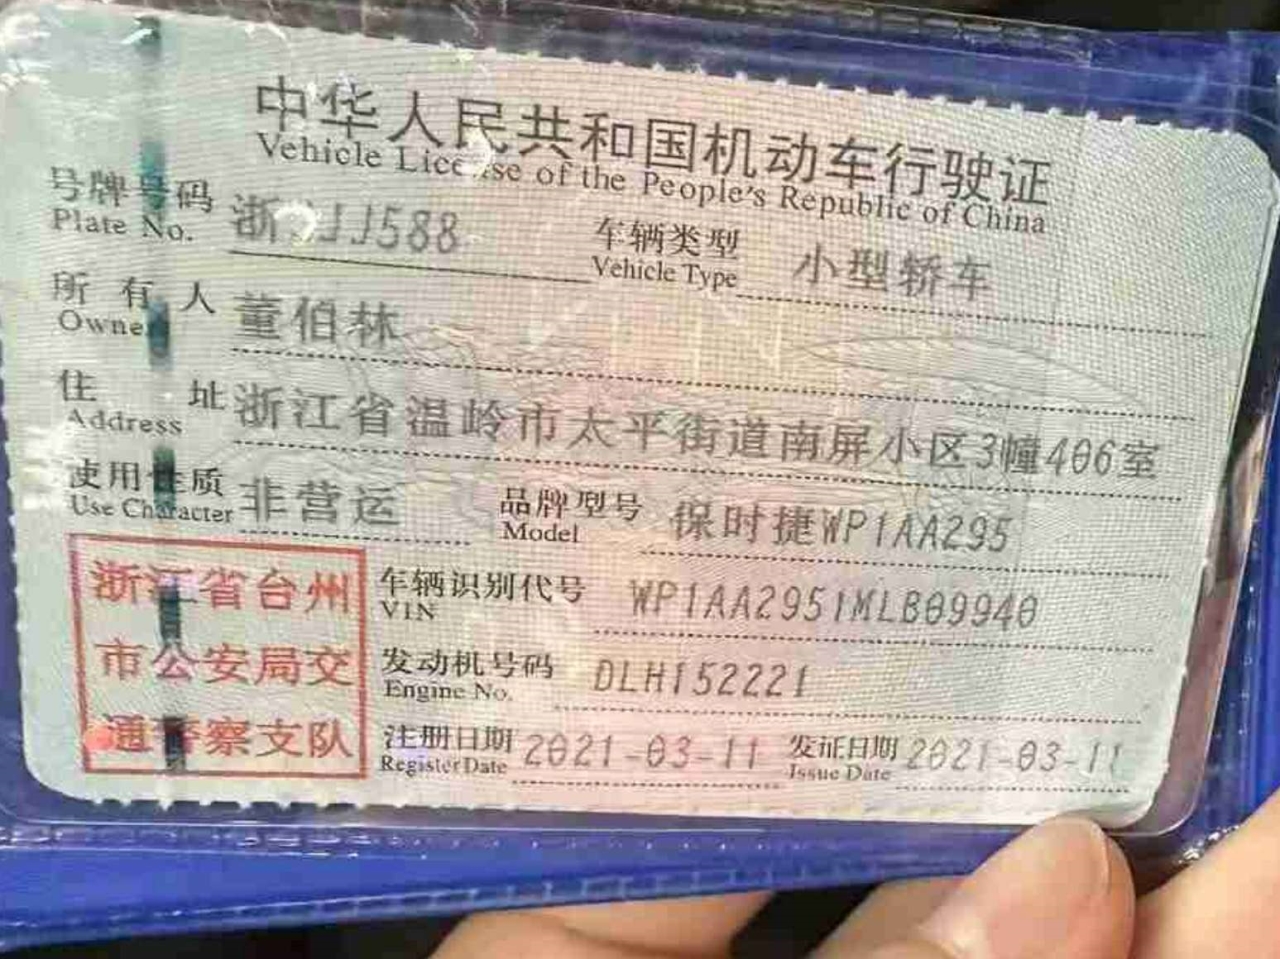 中华人民共和国机动车行驶证
Vehicle License of the People's Republic of China
号牌号码 车辆类型 小型轿车
Plate No. Vehicle Type
所有人 董伯林
Owner
住址 浙江省温岭市太平街道南屏小区3幢406室
Address
使用性质 非营运 品牌型号 保时捷WP1AA295
Use Character Model
浙江省台州
市公安局交
通警察支队
车辆识别代号 WP1AA2951MLB09940
VIN
发动机号码 DLH152221
Engine No.
注册日期 2021-03-11 发证日期 2021-03-11
Register Date Issue Date